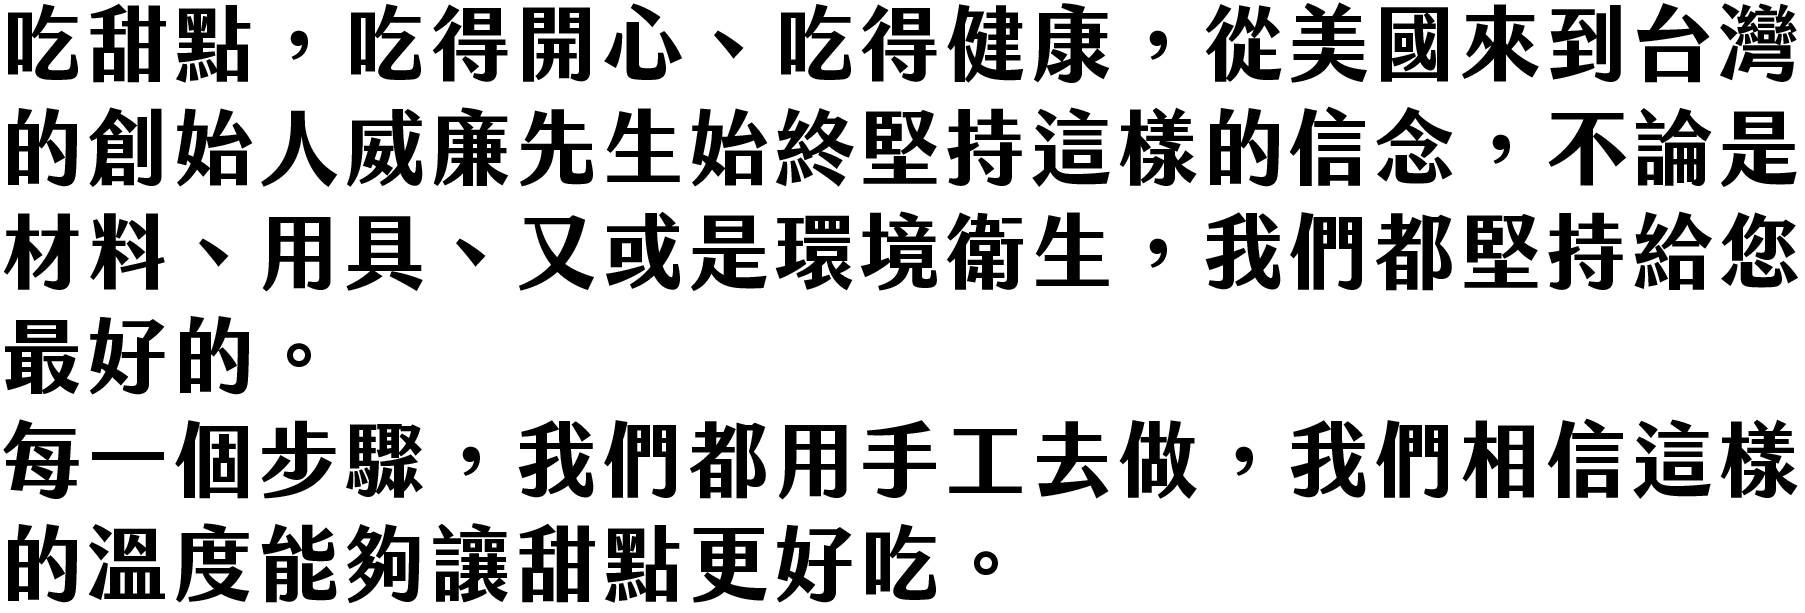 吃甜點，吃得開心、吃得健康，從美國來到台灣
的創始人威廉先生始終堅持這樣的信念，不論是
材料、用具、又或是環境衛生，我們都堅持給您
最好的。
每一個步驟，我們都用手工去做，我們相信這樣
的溫度能夠讓甜點更好吃。